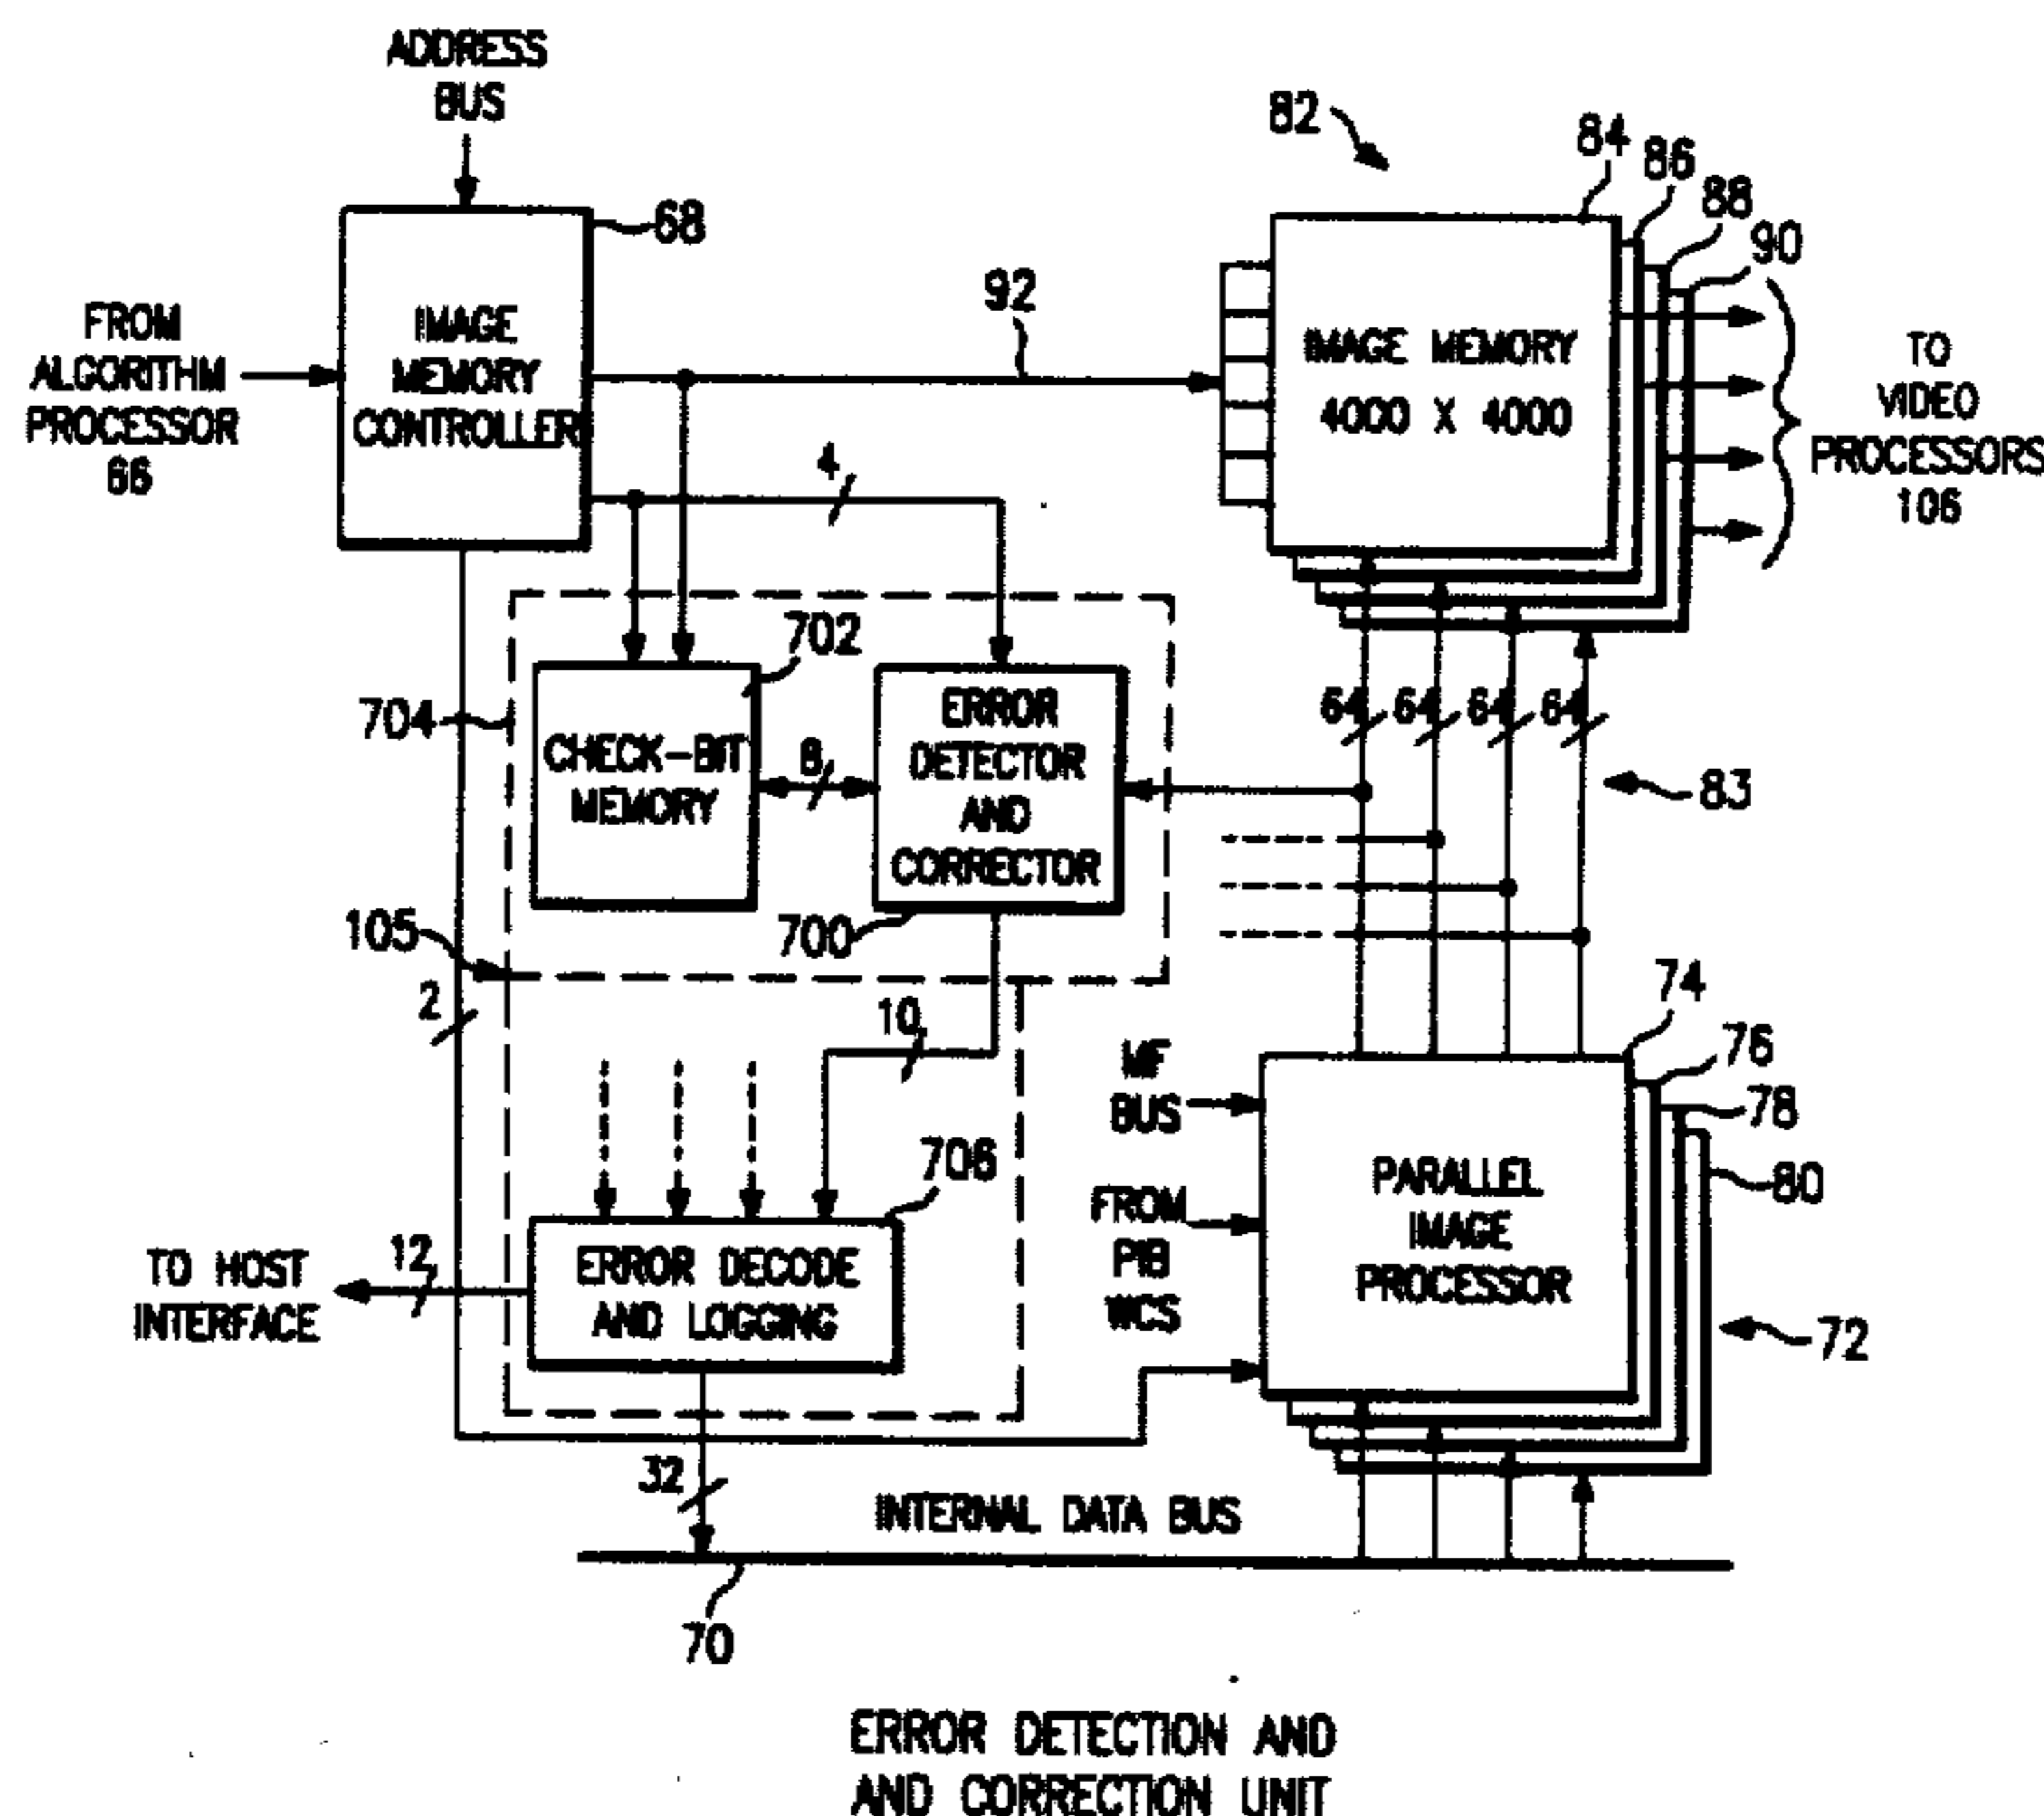 ADDRESS
BUS
82
84
86
88
90
68
FROM
ALGORITHM
PROCESSOR
66
IMAGE
MEMORY
CONTROLLER
92
IMAGE MEMORY
4000 X 4000
TO
VIDEO
PROCESSORS
106
4
702
704
CHECK-BIT
MEMORY
8
ERROR
DETECTOR
AND
CORRECTOR
64
64
64
64
83
105
700
2
10
74
76
78
80
BUS
706
PARALLEL
IMAGE
PROCESSOR
FROM
PIB
WCS
TO HOST
INTERFACE
12
ERROR DECODE
AND LOGGING
72
32
INTERNAL DATA BUS
70
ERROR DETECTION AND
AND CORRECTION UNIT